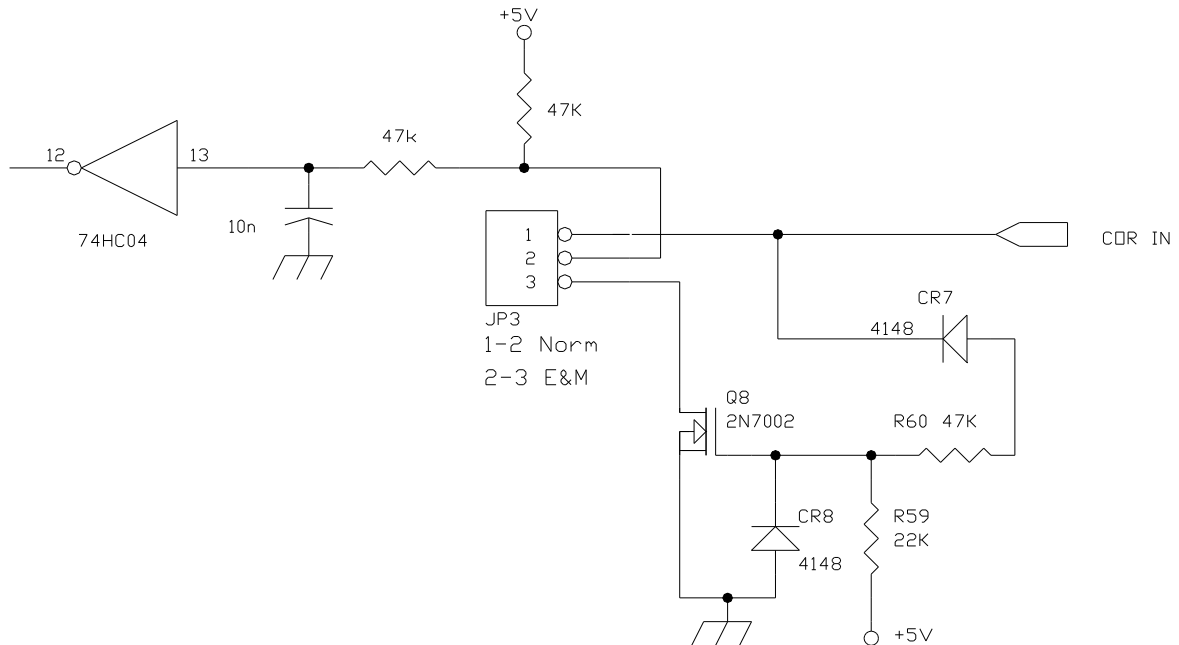 +5V
47K
47k
12
13
74HC04
10n
1
2
3
COR IN
JP3
1-2 Norm
2-3 E&M
CR7
4148
Q8
2N7002
R60 47K
CR8
4148
R59
22K
+5V